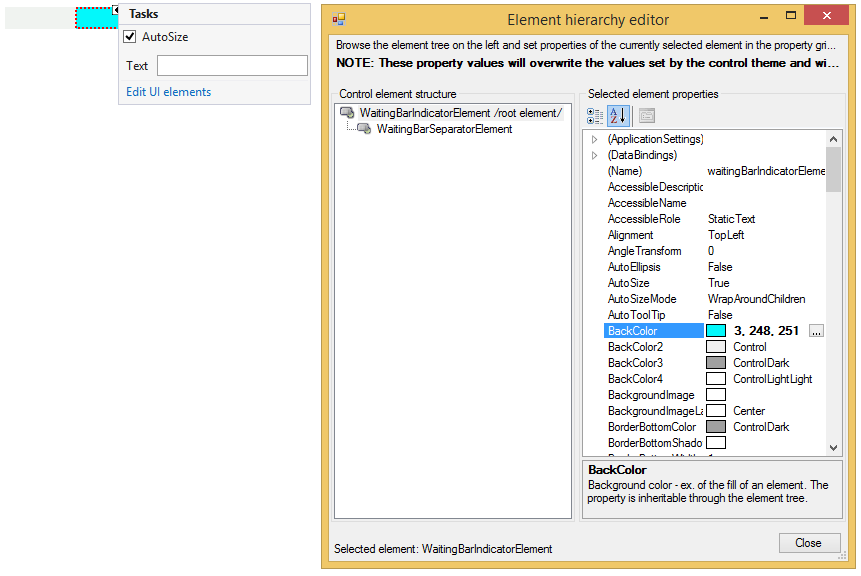 Tasks
AutoSize
Text
Edit UI elements
Element hierarchy editor
Browse the element tree on the left and set properties of the currently selected element in the property gri...
NOTE: These property values will overwrite the values set by the control theme and wi...
Control element structure
WaitingBarIndicatorElement /root element/
WaitingBarSeparatorElement
Selected element properties
(ApplicationSettings)
(DataBindings)
(Name) waitingBarIndicatorEleme
AccessibleDescriptic
AccessibleName
AccessibleRole StaticText
Alignment TopLeft
AngleTransform 0
AutoEllipsis False
AutoSize True
AutoSizeMode WrapAroundChildren
AutoToolTip False
BackColor 3, 248, 251 ...
BackColor2 Control
BackColor3 ControlDark
BackColor4 ControlLightLight
BackgroundImage
BackgroundImageLa Center
BorderBottomColor ControlDark
BorderBottomShado
BackColor
Background color - ex. of the fill of an element. The
property is inheritable through the element tree.
Selected element: WaitingBarIndicatorElement
Close